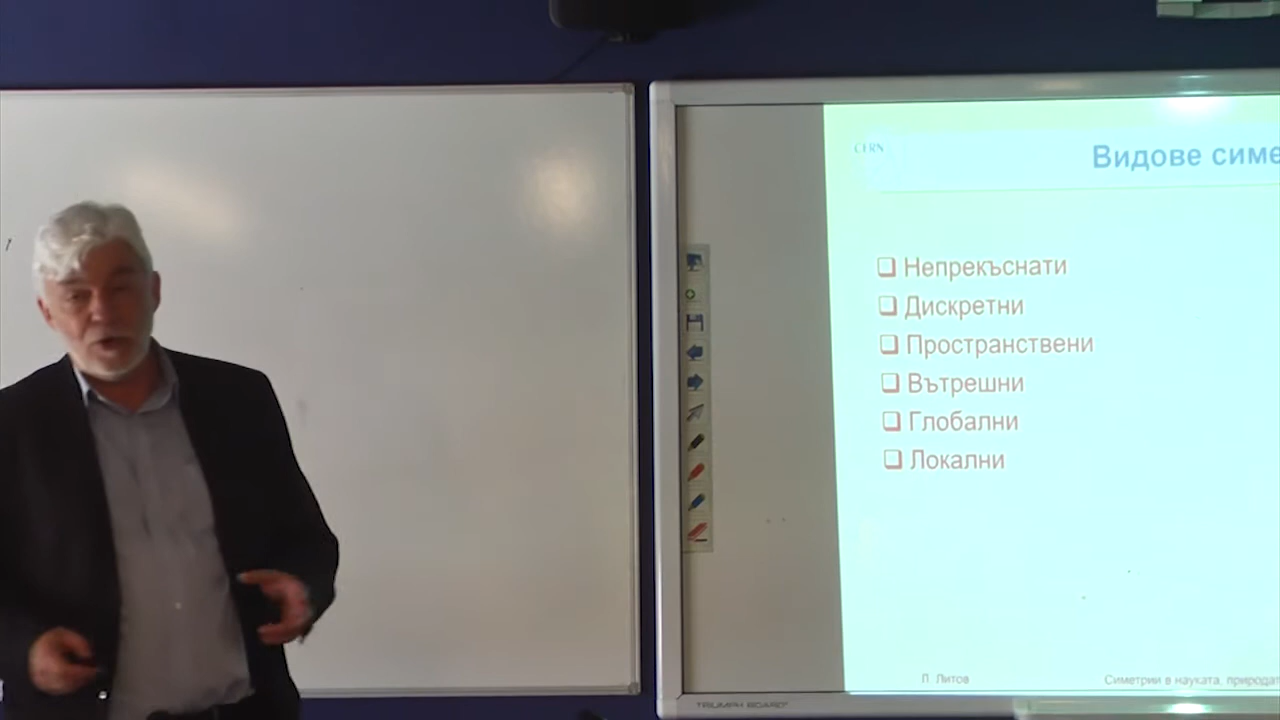 CERN
Видове симе
Непрекъснати
Дискретни
Пространствени
Вътрешни
Глобални
Локални
Л. Литов
Симетрии в науката, природат
TRIUMPH BOARD